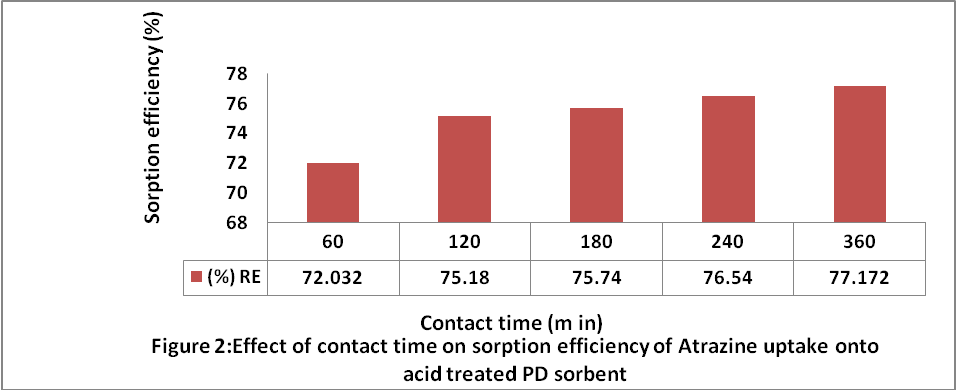 Sorption efficiency (%)
78
76
74
72
70
68
60 120 180 240 360
(%) RE 72.032 75.18 75.74 76.54 77.172
Contact time (m in)
Figure 2:Effect of contact time on sorption efficiency of Atrazine uptake onto
acid treated PD sorbent